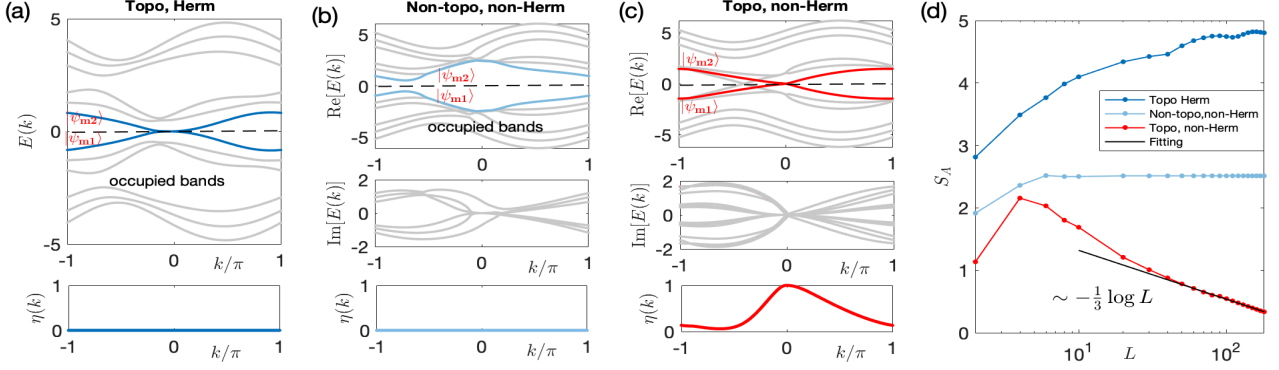 (a) Topo, Herm
5
0
-5
E(k)
|ψm2⟩
|ψm1⟩
occupied bands
-1 0 k/π 1
1
0
η(k)
-1 0 k/π 1
(b) Non-topo, non-Herm
5
0
-5
Re[E(k)]
|ψm2⟩
|ψm1⟩
occupied bands
-1 0 1
2
0
-2
Im[E(k)]
-1 0 k/π 1
1
0
η(k)
-1 0 k/π 1
(c) Topo, non-Herm
5
0
-5
Re[E(k)]
|ψm2⟩
|ψm1⟩
-1 0 1
2
0
-2
Im[E(k)]
-1 0 k/π 1
1
0
η(k)
-1 0 k/π 1
(d)
5
4
3
2
1
0
S_A
Topo Herm
Non-topo,non-Herm
Topo, non-Herm
Fitting
∼ −1/3 log L
10¹ L 10²